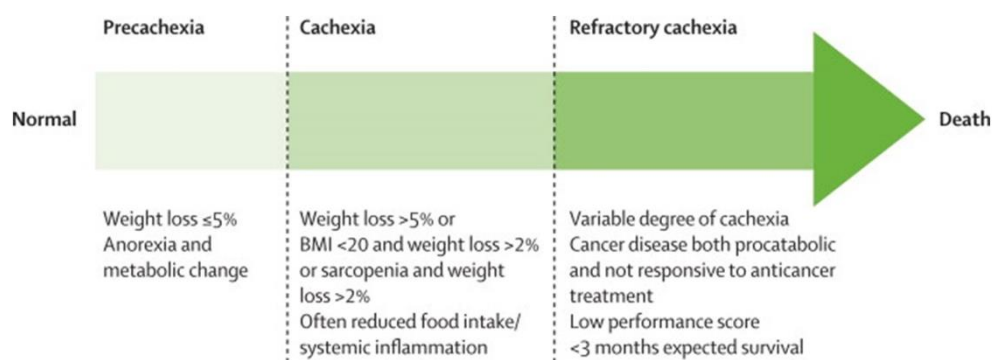 Precachexia
Cachexia
Refractory cachexia
Normal
Death
Weight loss ≤5%
Anorexia and
metabolic change
Weight loss >5% or
BMI <20 and weight loss >2%
or sarcopenia and weight
loss >2%
Often reduced food intake/
systemic inflammation
Variable degree of cachexia
Cancer disease both procatabolic
and not responsive to anticancer
treatment
Low performance score
<3 months expected survival